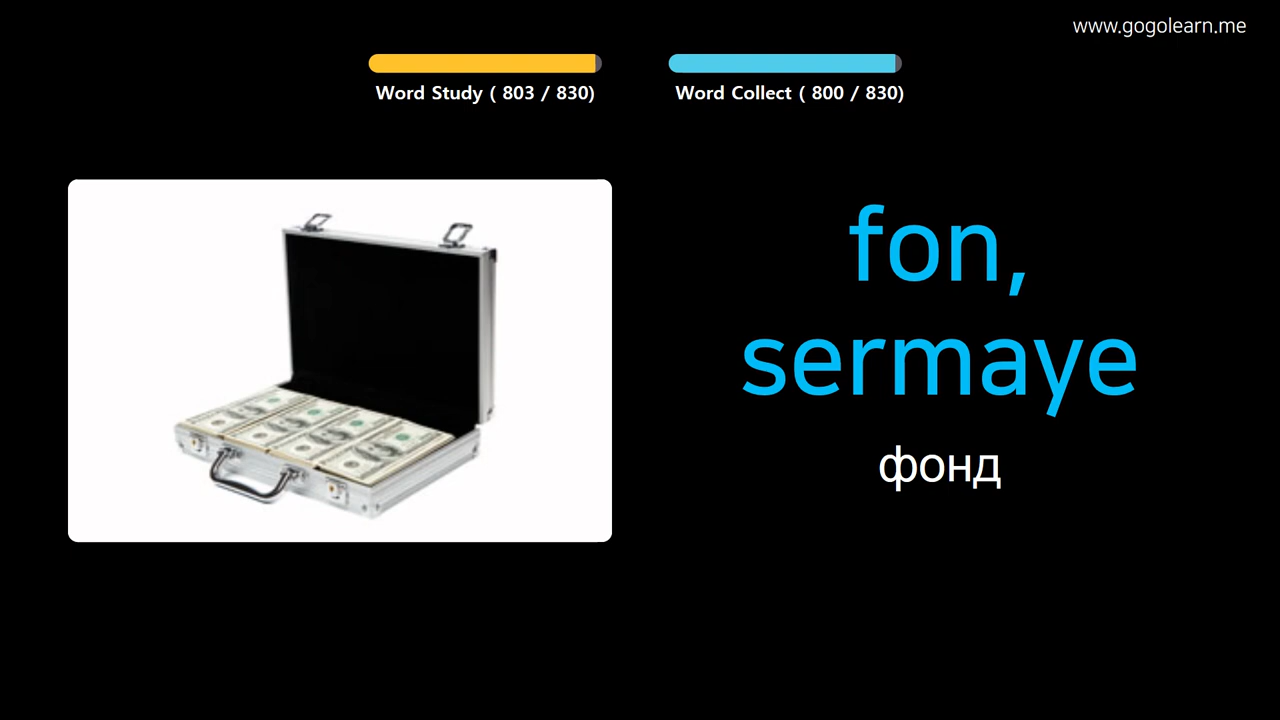 www.gogolearn.me
Word Study ( 803 / 830)
Word Collect ( 800 / 830)
fon,
sermaye
фонд